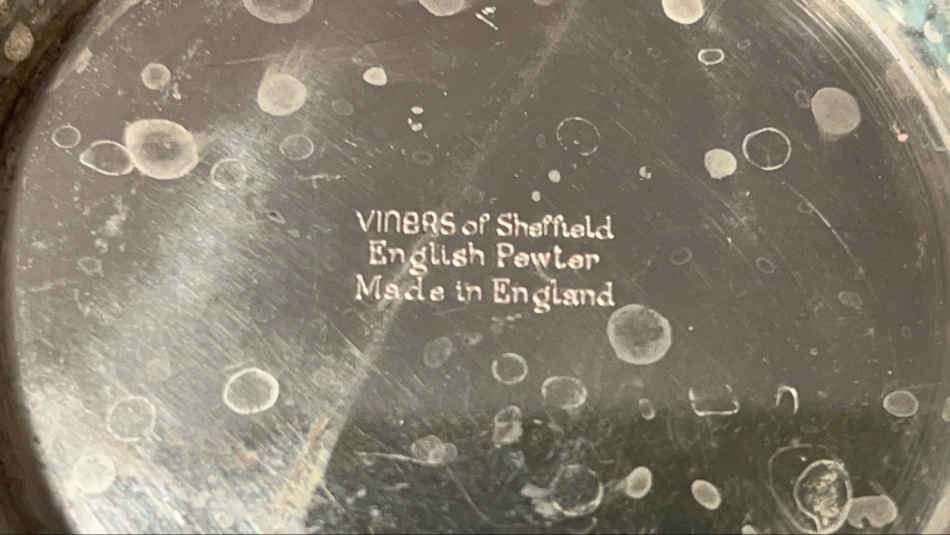 VINERS of Sheffield
English Pewter
Made in England